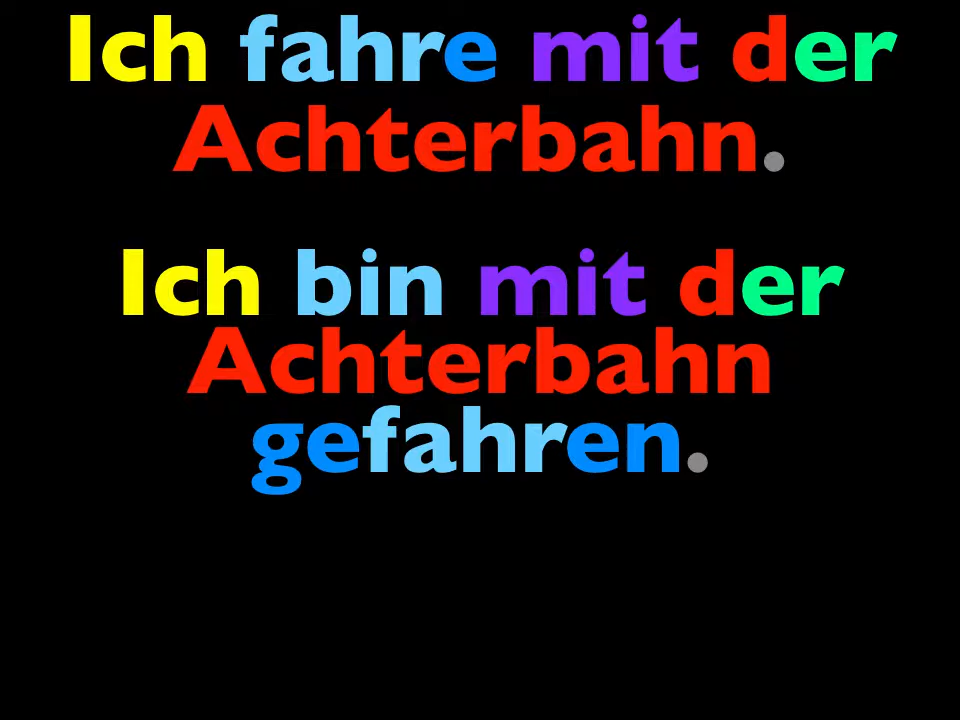 Ich fahre mit der
Achterbahn.
Ich bin mit der
Achterbahn
gefahren.